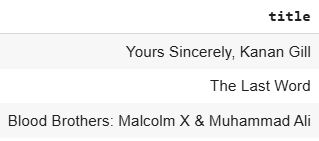 title
Yours Sincerely, Kanan Gill
The Last Word
Blood Brothers: Malcolm X & Muhammad Ali